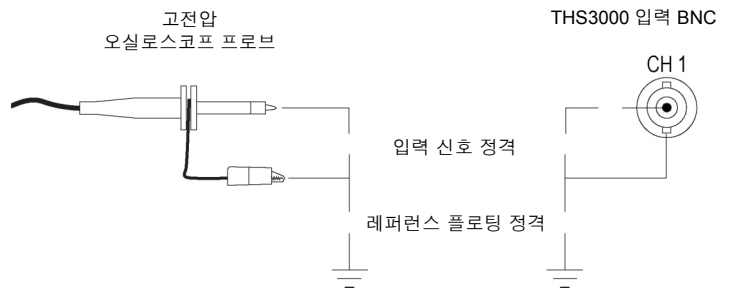 고전압
오실로스코프 프로브
THS3000 입력 BNC
CH 1
입력 신호 정격
레퍼런스 플로팅 정격